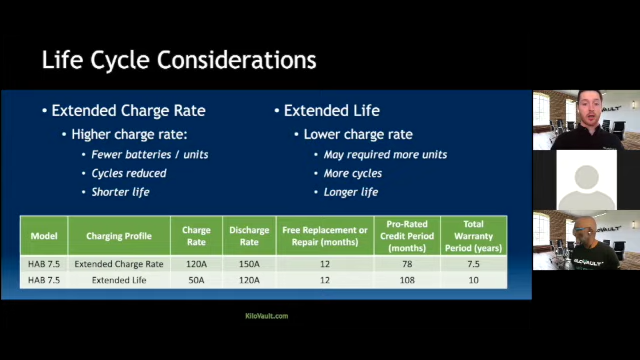 Life Cycle Considerations
• Extended Charge Rate
• Higher charge rate:
• Fewer batteries / units
• Cycles reduced
• Shorter life
• Extended Life
• Lower charge rate
• May required more units
• More cycles
• Longer life
Model Charging Profile Charge Rate Discharge Rate Free Replacement or Repair (months) Pro-Rated Credit Period (months) Total Warranty Period (years)
HAB 7.5 Extended Charge Rate 120A 150A 12 78 7.5
HAB 7.5 Extended Life 50A 120A 12 108 10
KiloVault.com